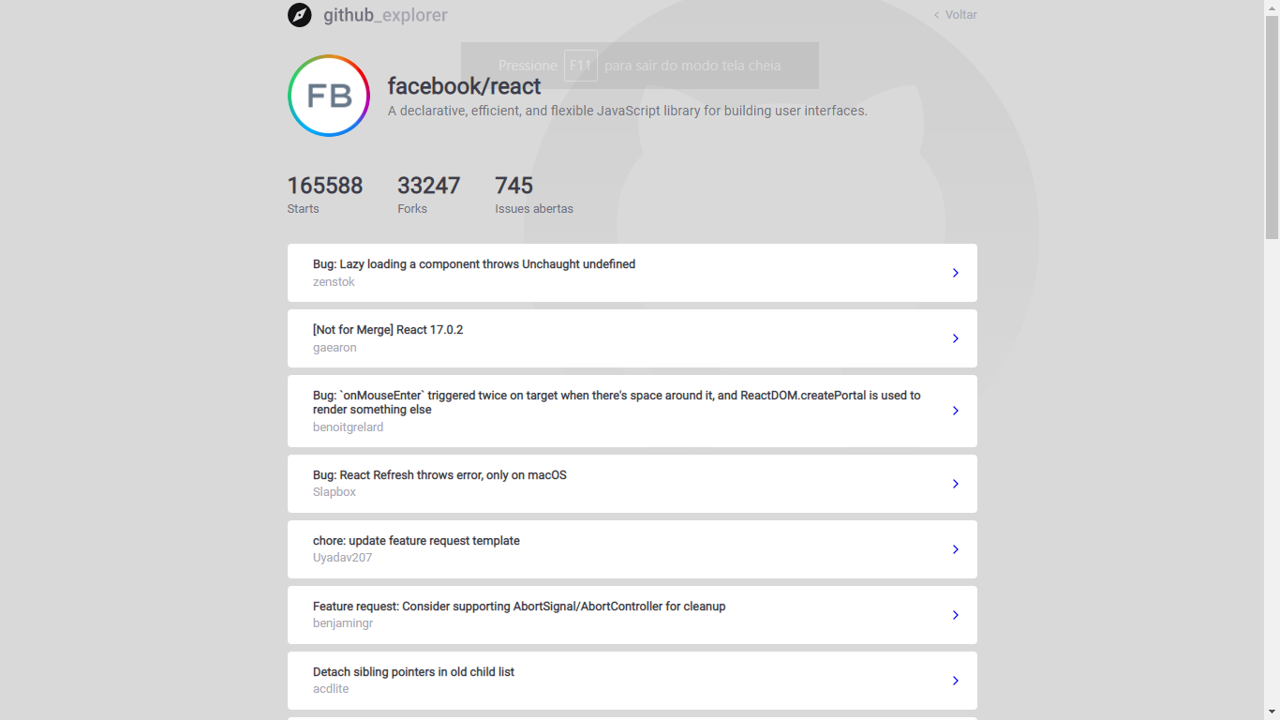 github_explorer
Voltar
Pressione F11 para sair do modo tela cheia
FB
facebook/react
A declarative, efficient, and flexible JavaScript library for building user interfaces.
165588 33247 745
Starts Forks Issues abertas
Bug: Lazy loading a component throws Unchaught undefined
zenstok
[Not for Merge] React 17.0.2
gaearon
Bug: `onMouseEnter` triggered twice on target when there's space around it, and ReactDOM.createPortal is used to
render something else
benoitgrelard
Bug: React Refresh throws error, only on macOS
Slapbox
chore: update feature request template
Uyadav207
Feature request: Consider supporting AbortSignal/AbortController for cleanup
benjamingr
Detach sibling pointers in old child list
acdlite